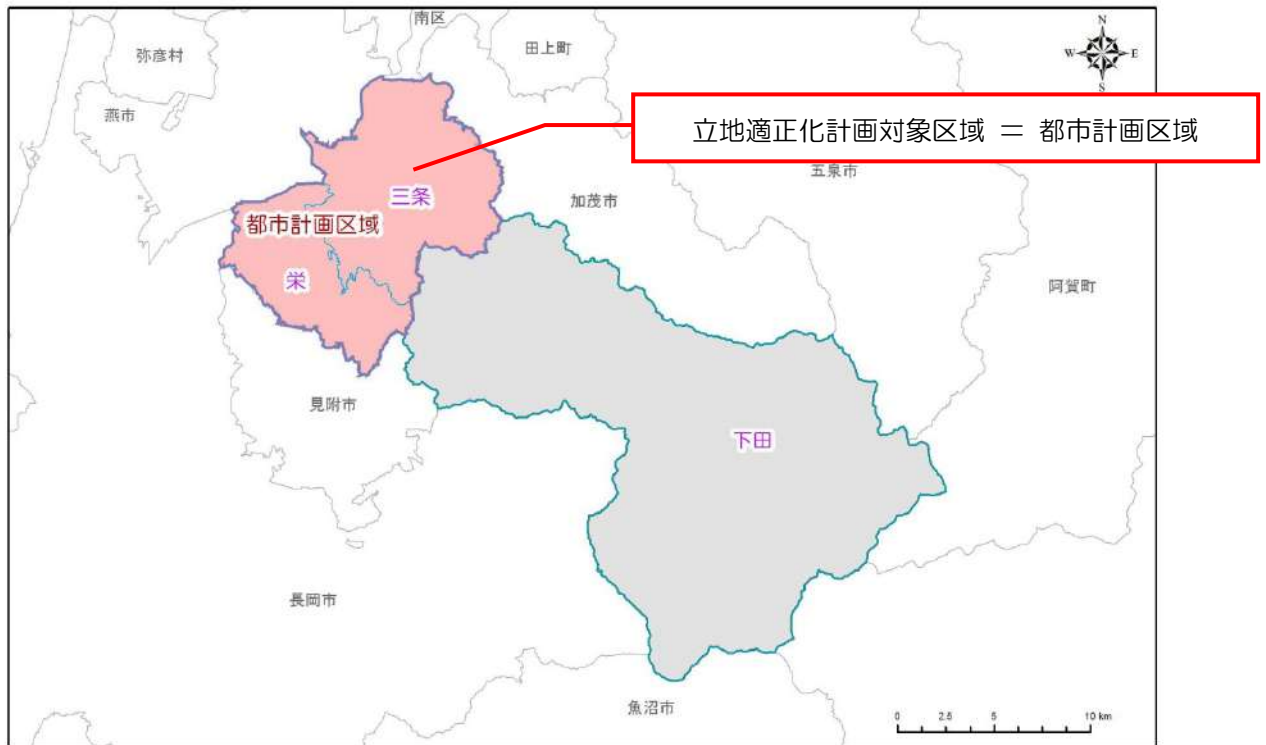 南区
弥彦村
田上町
N
W
E
S
燕市
立地適正化計画対象区域 ＝ 都市計画区域
五泉市
三条
加茂市
都市計画区域
栄
阿賀町
見附市
下田
長岡市
魚沼市
0 2.5 5 10 km